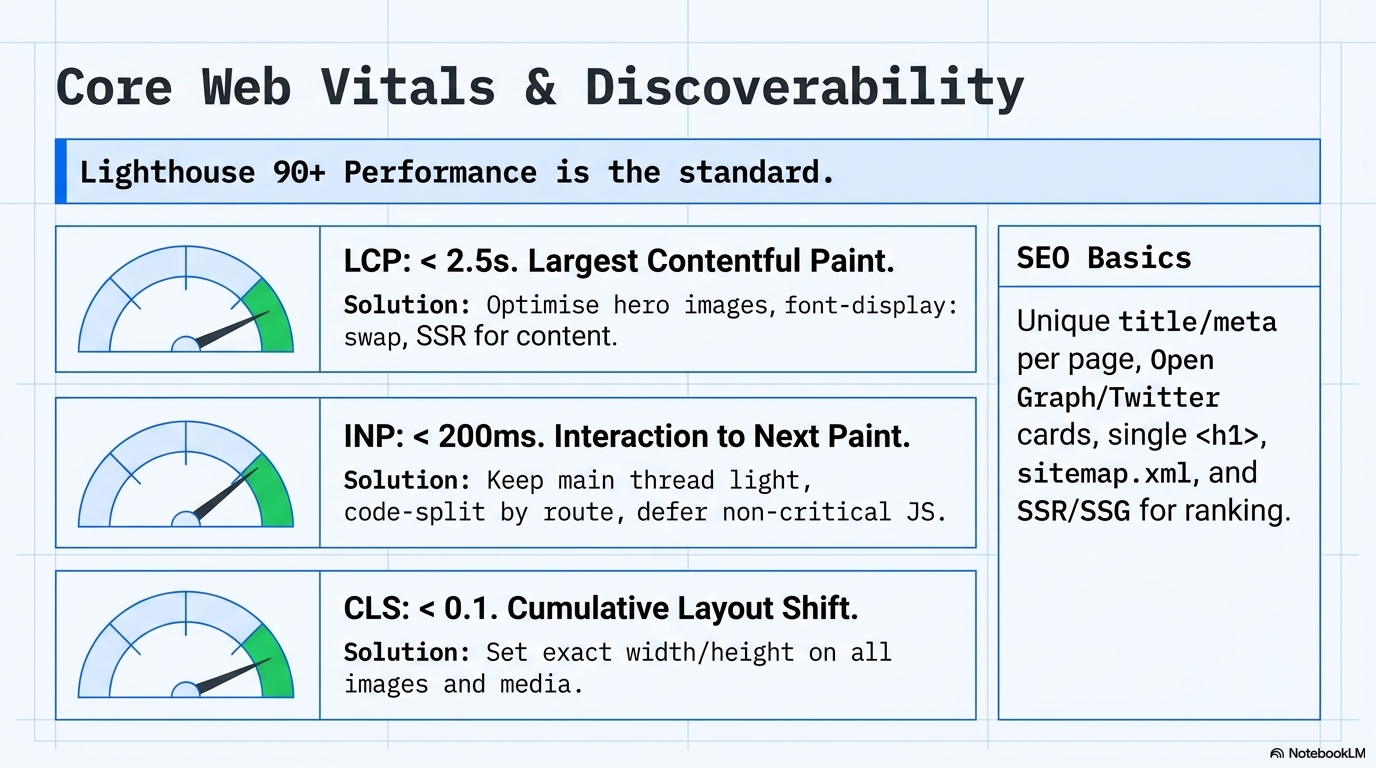 Core Web Vitals & Discoverability
Lighthouse 90+ Performance is the standard.
LCP: < 2.5s. Largest Contentful Paint.
Solution: Optimise hero images, font-display:
swap, SSR for content.
INP: < 200ms. Interaction to Next Paint.
Solution: Keep main thread light,
code-split by route, defer non-critical JS.
CLS: < 0.1. Cumulative Layout Shift.
Solution: Set exact width/height on all
images and media.
SEO Basics
Unique title/meta
per page, Open
Graph/Twitter
cards, single <h1>,
sitemap.xml, and
SSR/SSG for ranking.
NotebookLM